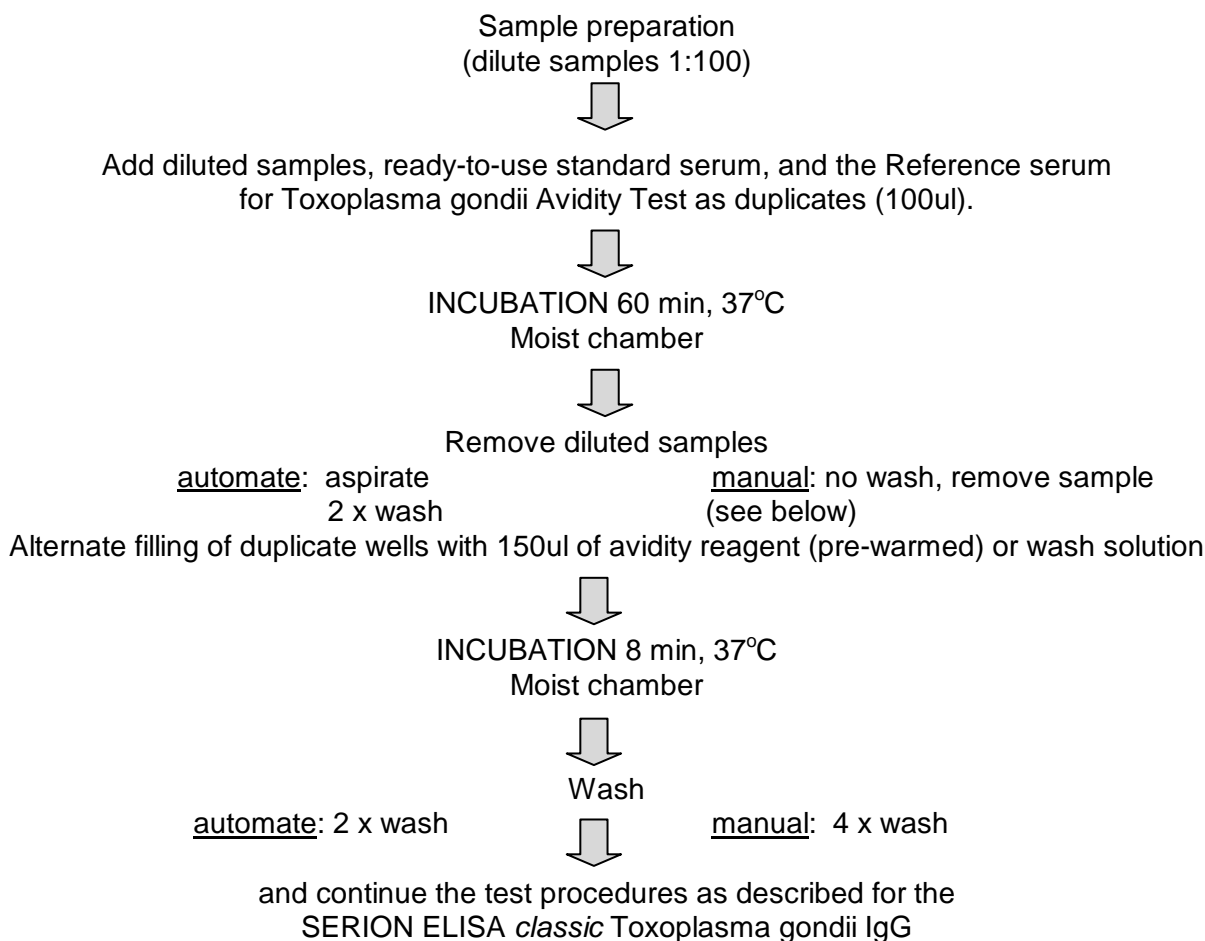 Sample preparation
(dilute samples 1:100)
Add diluted samples, ready-to-use standard serum, and the Reference serum
for Toxoplasma gondii Avidity Test as duplicates (100ul).
INCUBATION 60 min, 37°C
Moist chamber
Remove diluted samples
automate: aspirate manual: no wash, remove sample
2 x wash (see below)
Alternate filling of duplicate wells with 150ul of avidity reagent (pre-warmed) or wash solution
INCUBATION 8 min, 37°C
Moist chamber
Wash
automate: 2 x wash manual: 4 x wash
and continue the test procedures as described for the
SERION ELISA classic Toxoplasma gondii IgG